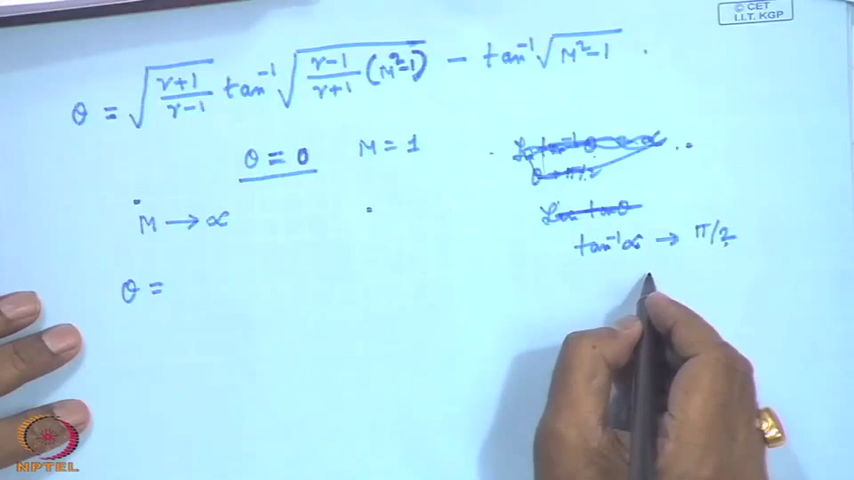 © CET
I.I.T. KGP
θ = √((γ+1)/(γ−1)) tan⁻¹ √((γ−1)/(γ+1) (M²−1)) − tan⁻¹ √(M²−1) .
θ = 0 M = 1
M → ∝
tan⁻¹ ∝ → π/2
θ =
NPTEL